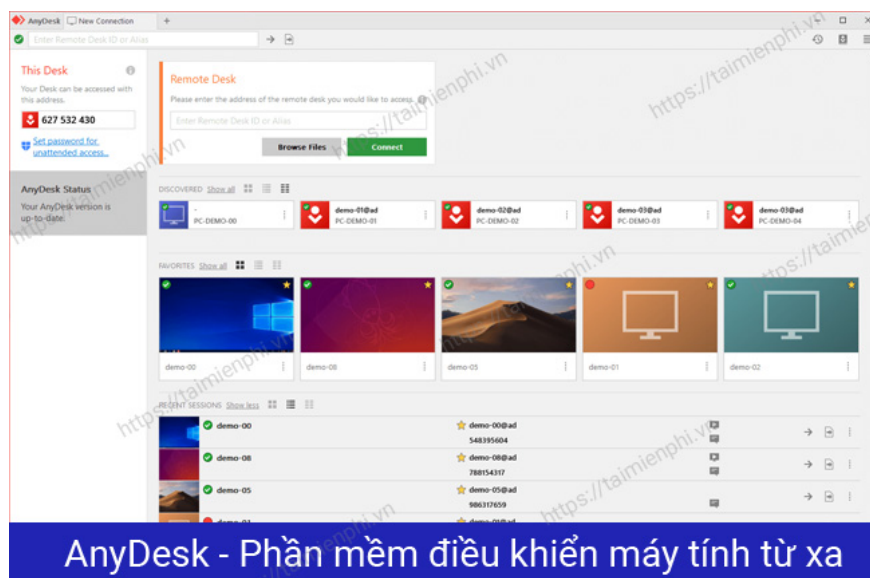 AnyDesk New Connection +
Enter Remote Desk ID or Alias
This Desk
Your Desk can be accessed with
this address.
627 532 430
Set password for
unattended access...
AnyDesk Status
Your AnyDesk version is
up-to-date.
Remote Desk
Please enter the address of the remote desk you would like to access.
Enter Remote Desk ID or Alias
Browse Files Connect
DISCOVERED Show all
-
PC-DEMO-00
demo-01@ad
PC-DEMO-01
demo-02@ad
PC-DEMO-02
demo-03@ad
PC-DEMO-03
demo-03@ad
PC-DEMO-04
FAVORITES Show all
demo-00 demo-08 demo-05 demo-01 demo-02
RECENT SESSIONS Show less
demo-00 demo-00@ad
548395604
demo-08 demo-08@ad
788154317
demo-05 demo-05@ad
986317659
https://taimienphi.vn
AnyDesk - Phần mềm điều khiển máy tính từ xa